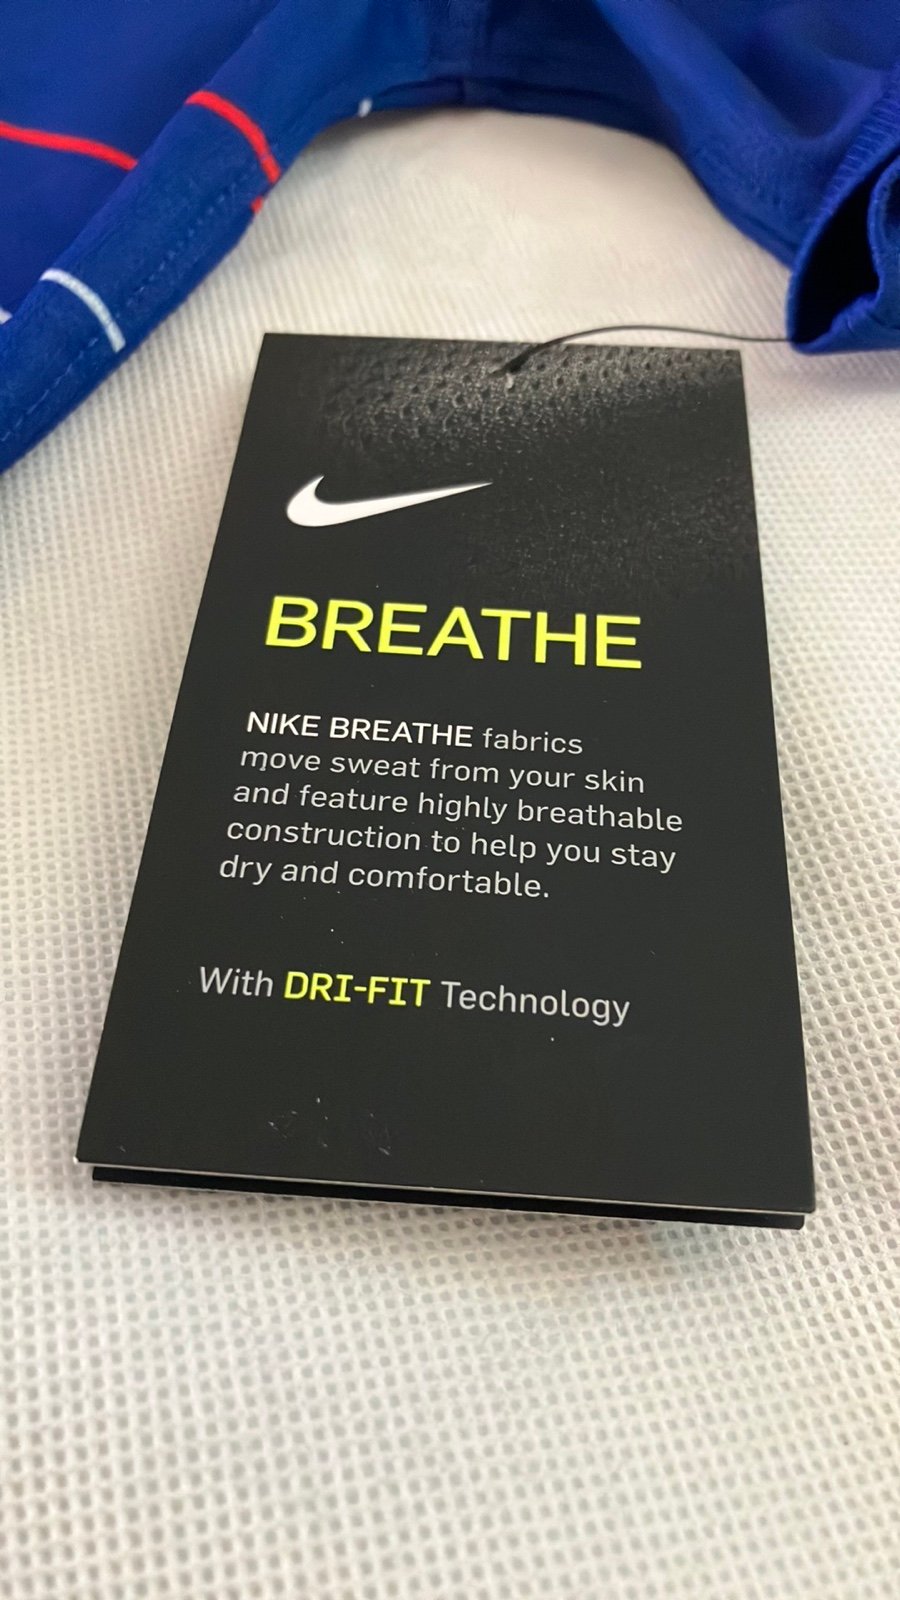 BREATHE
NIKE BREATHE fabrics
move sweat from your skin
and feature highly breathable
construction to help you stay
dry and comfortable.
With DRI-FIT Technology